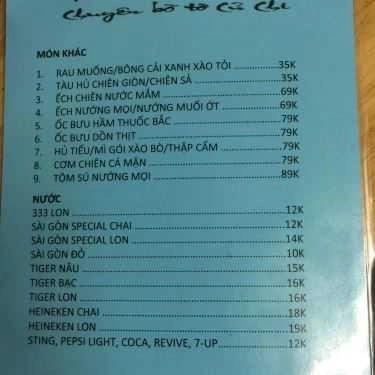 Chuyên bò tơ Củ Chi
MÓN KHÁC
1. RAU MUỐNG/BÔNG CẢI XANH XÀO TỎI ....................35K
2. TÀU HỦ CHIÊN GIÒN/CHIÊN SẢ ....................35K
3. ẾCH CHIÊN NƯỚC MẮM....................69K
4. ẾCH NƯỚNG MỌI/NƯỚNG MUỐI ỚT ....................69K
5. ỐC BƯU HẦM THUỐC BẮC ....................79K
6. ỐC BƯU DỒN THỊT ....................79K
7. HỦ TIẾU/MÌ GÓI XÀO BÒ/THẬP CẨM....................79K
8. CƠM CHIÊN CÁ MẶN ....................79K
9. TÔM SÚ NƯỚNG MỌI ....................89K
NƯỚC
333 LON ....................12K
SÀI GÒN SPECIAL CHAI ....................12K
SÀI GÒN SPECIAL LON ....................14K
SÀI GÒN ĐỎ ....................10K
TIGER NÂU....................15K
TIGER BẠC ....................16K
TIGER LON ....................16K
HEINEKEN CHAI ....................18K
HEINEKEN LON ....................19K
STING, PEPSI LIGHT, COCA, REVIVE, 7-UP....................12K